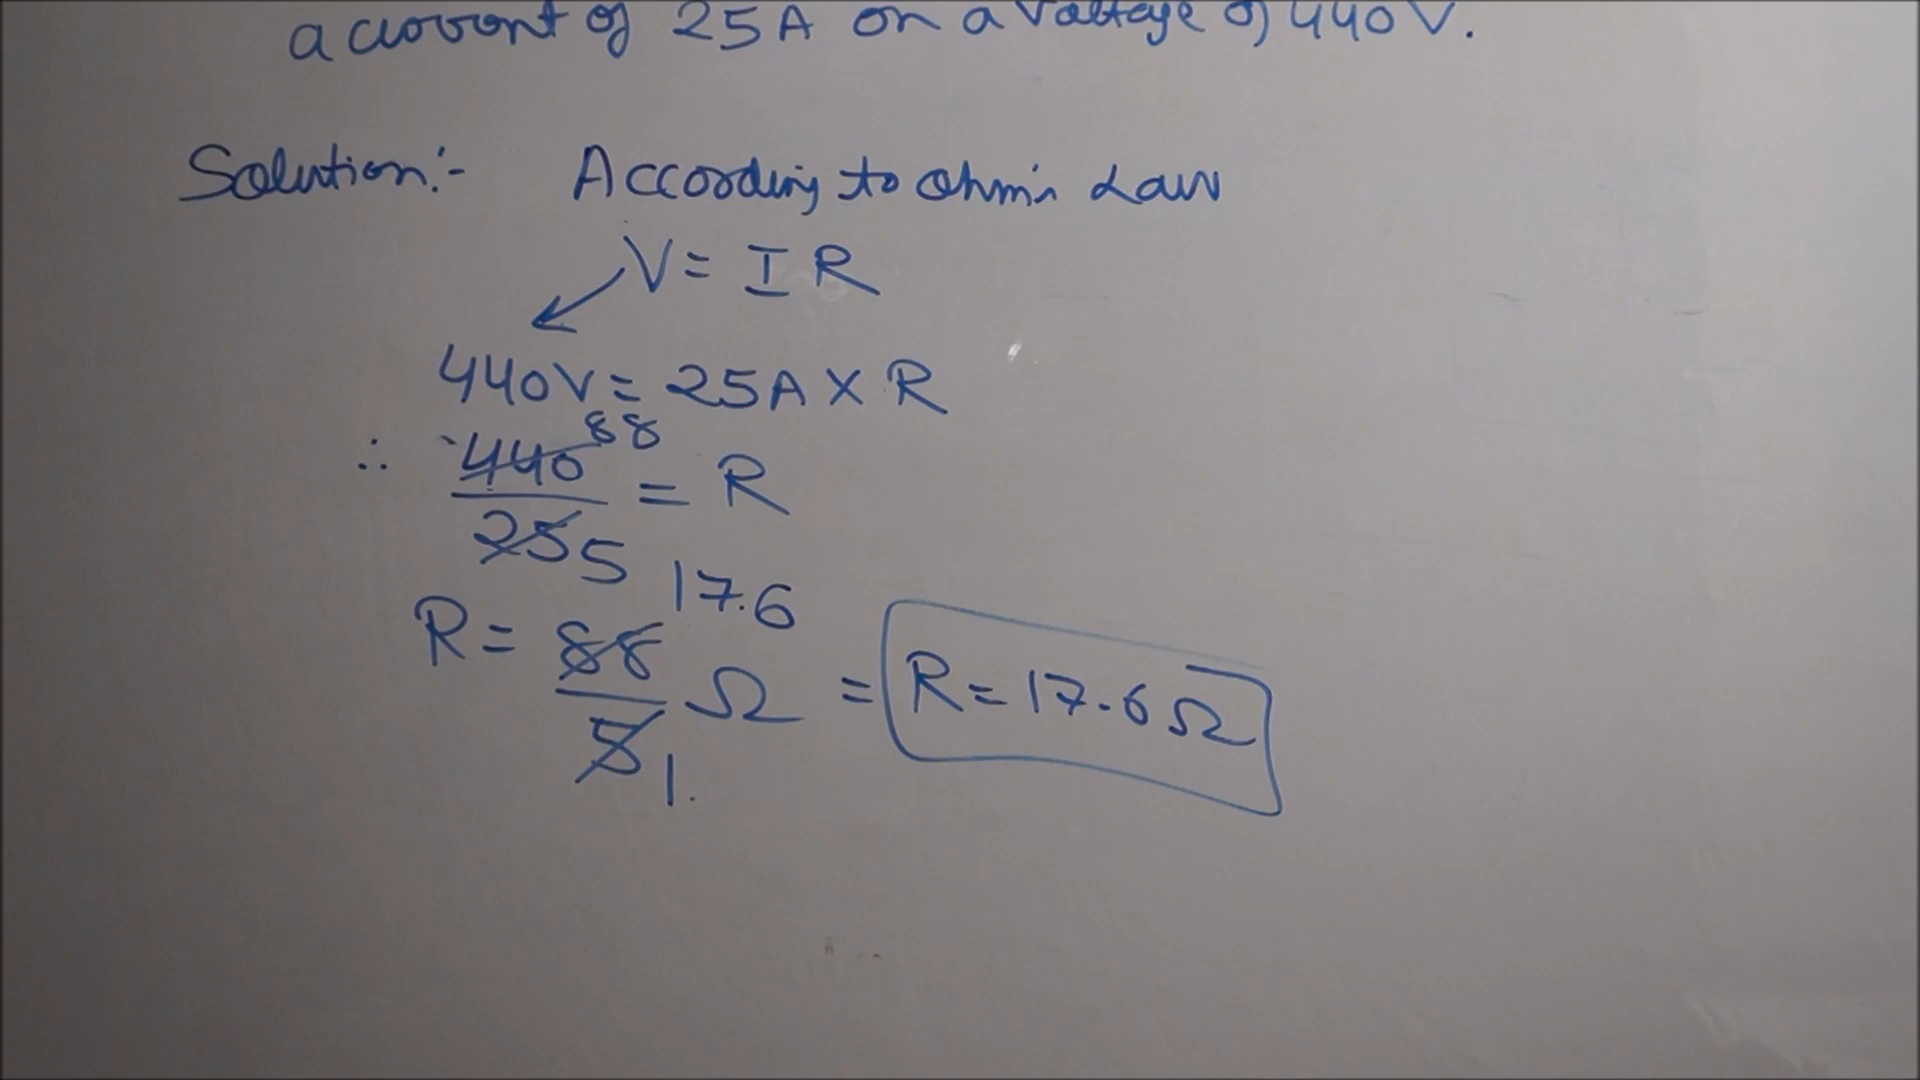 a current of 25A on a Voltage of 440V.
Solution:- According to ohm's Law
V = I R
440V = 25A X R
∴ 440 88
25 5 = R
17.6
R = 88
5 1. Ω = R = 17.6 Ω